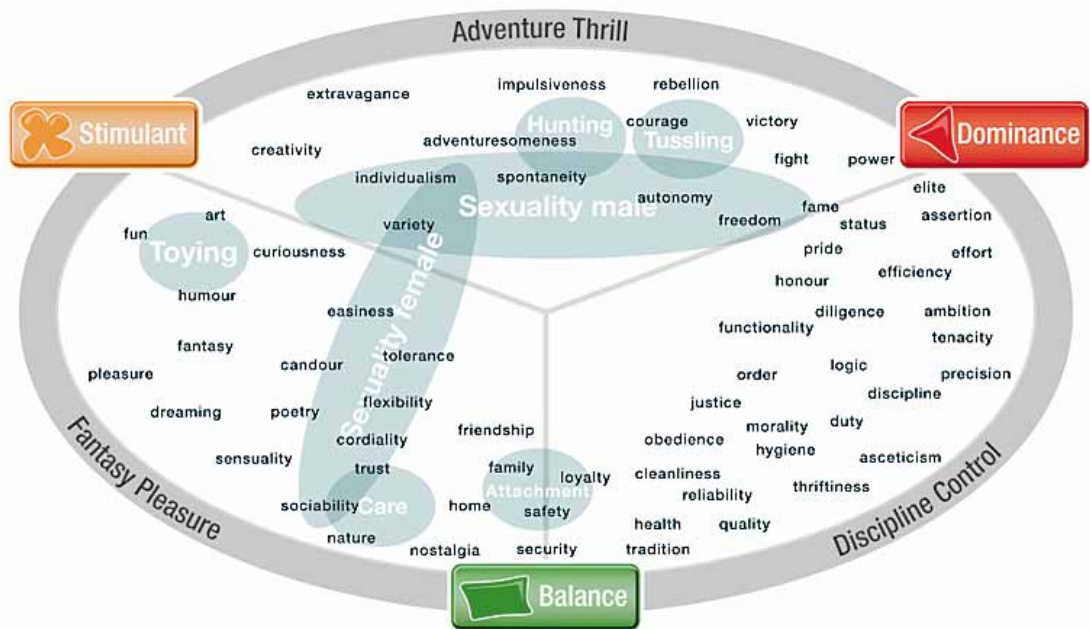 Adventure Thrill
impulsiveness
rebellion
extravagance
Stimulant
Hunting
courage
Tussling
victory
Dominance
creativity
adventuresomeness
fight
power
individualism
spontaneity
autonomy
elite
Sexuality male
fame
art
variety
freedom
status
assertion
fun
Toying
curiousness
pride
effort
honour
efficiency
humour
easiness
diligence
ambition
functionality
tenacity
fantasy
candour
tolerance
Sexuality female
logic
pleasure
order
precision
discipline
dreaming
poetry
flexibility
justice
friendship
morality
duty
cordiality
obedience
hygiene
sensuality
trust
family
loyalty
cleanliness
asceticism
Attachment
reliability
thriftiness
sociability
Care
home
safety
health
quality
nature
nostalgia
security
tradition
Fantasy Pleasure
Discipline Control
Balance